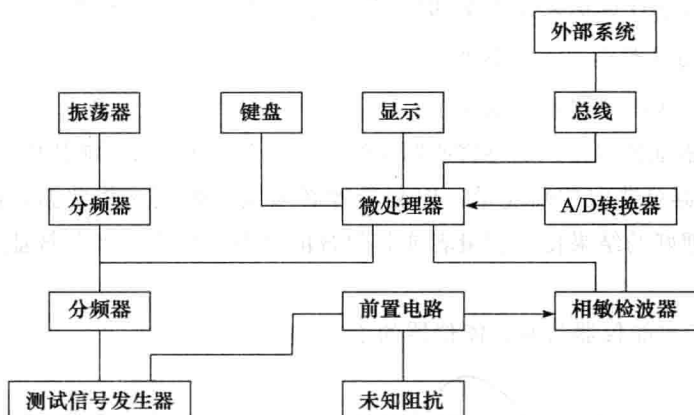 外部系统
振荡器
键盘
显示
总线
分频器
微处理器
A/D转换器
分频器
前置电路
相敏检波器
测试信号发生器
未知阻抗